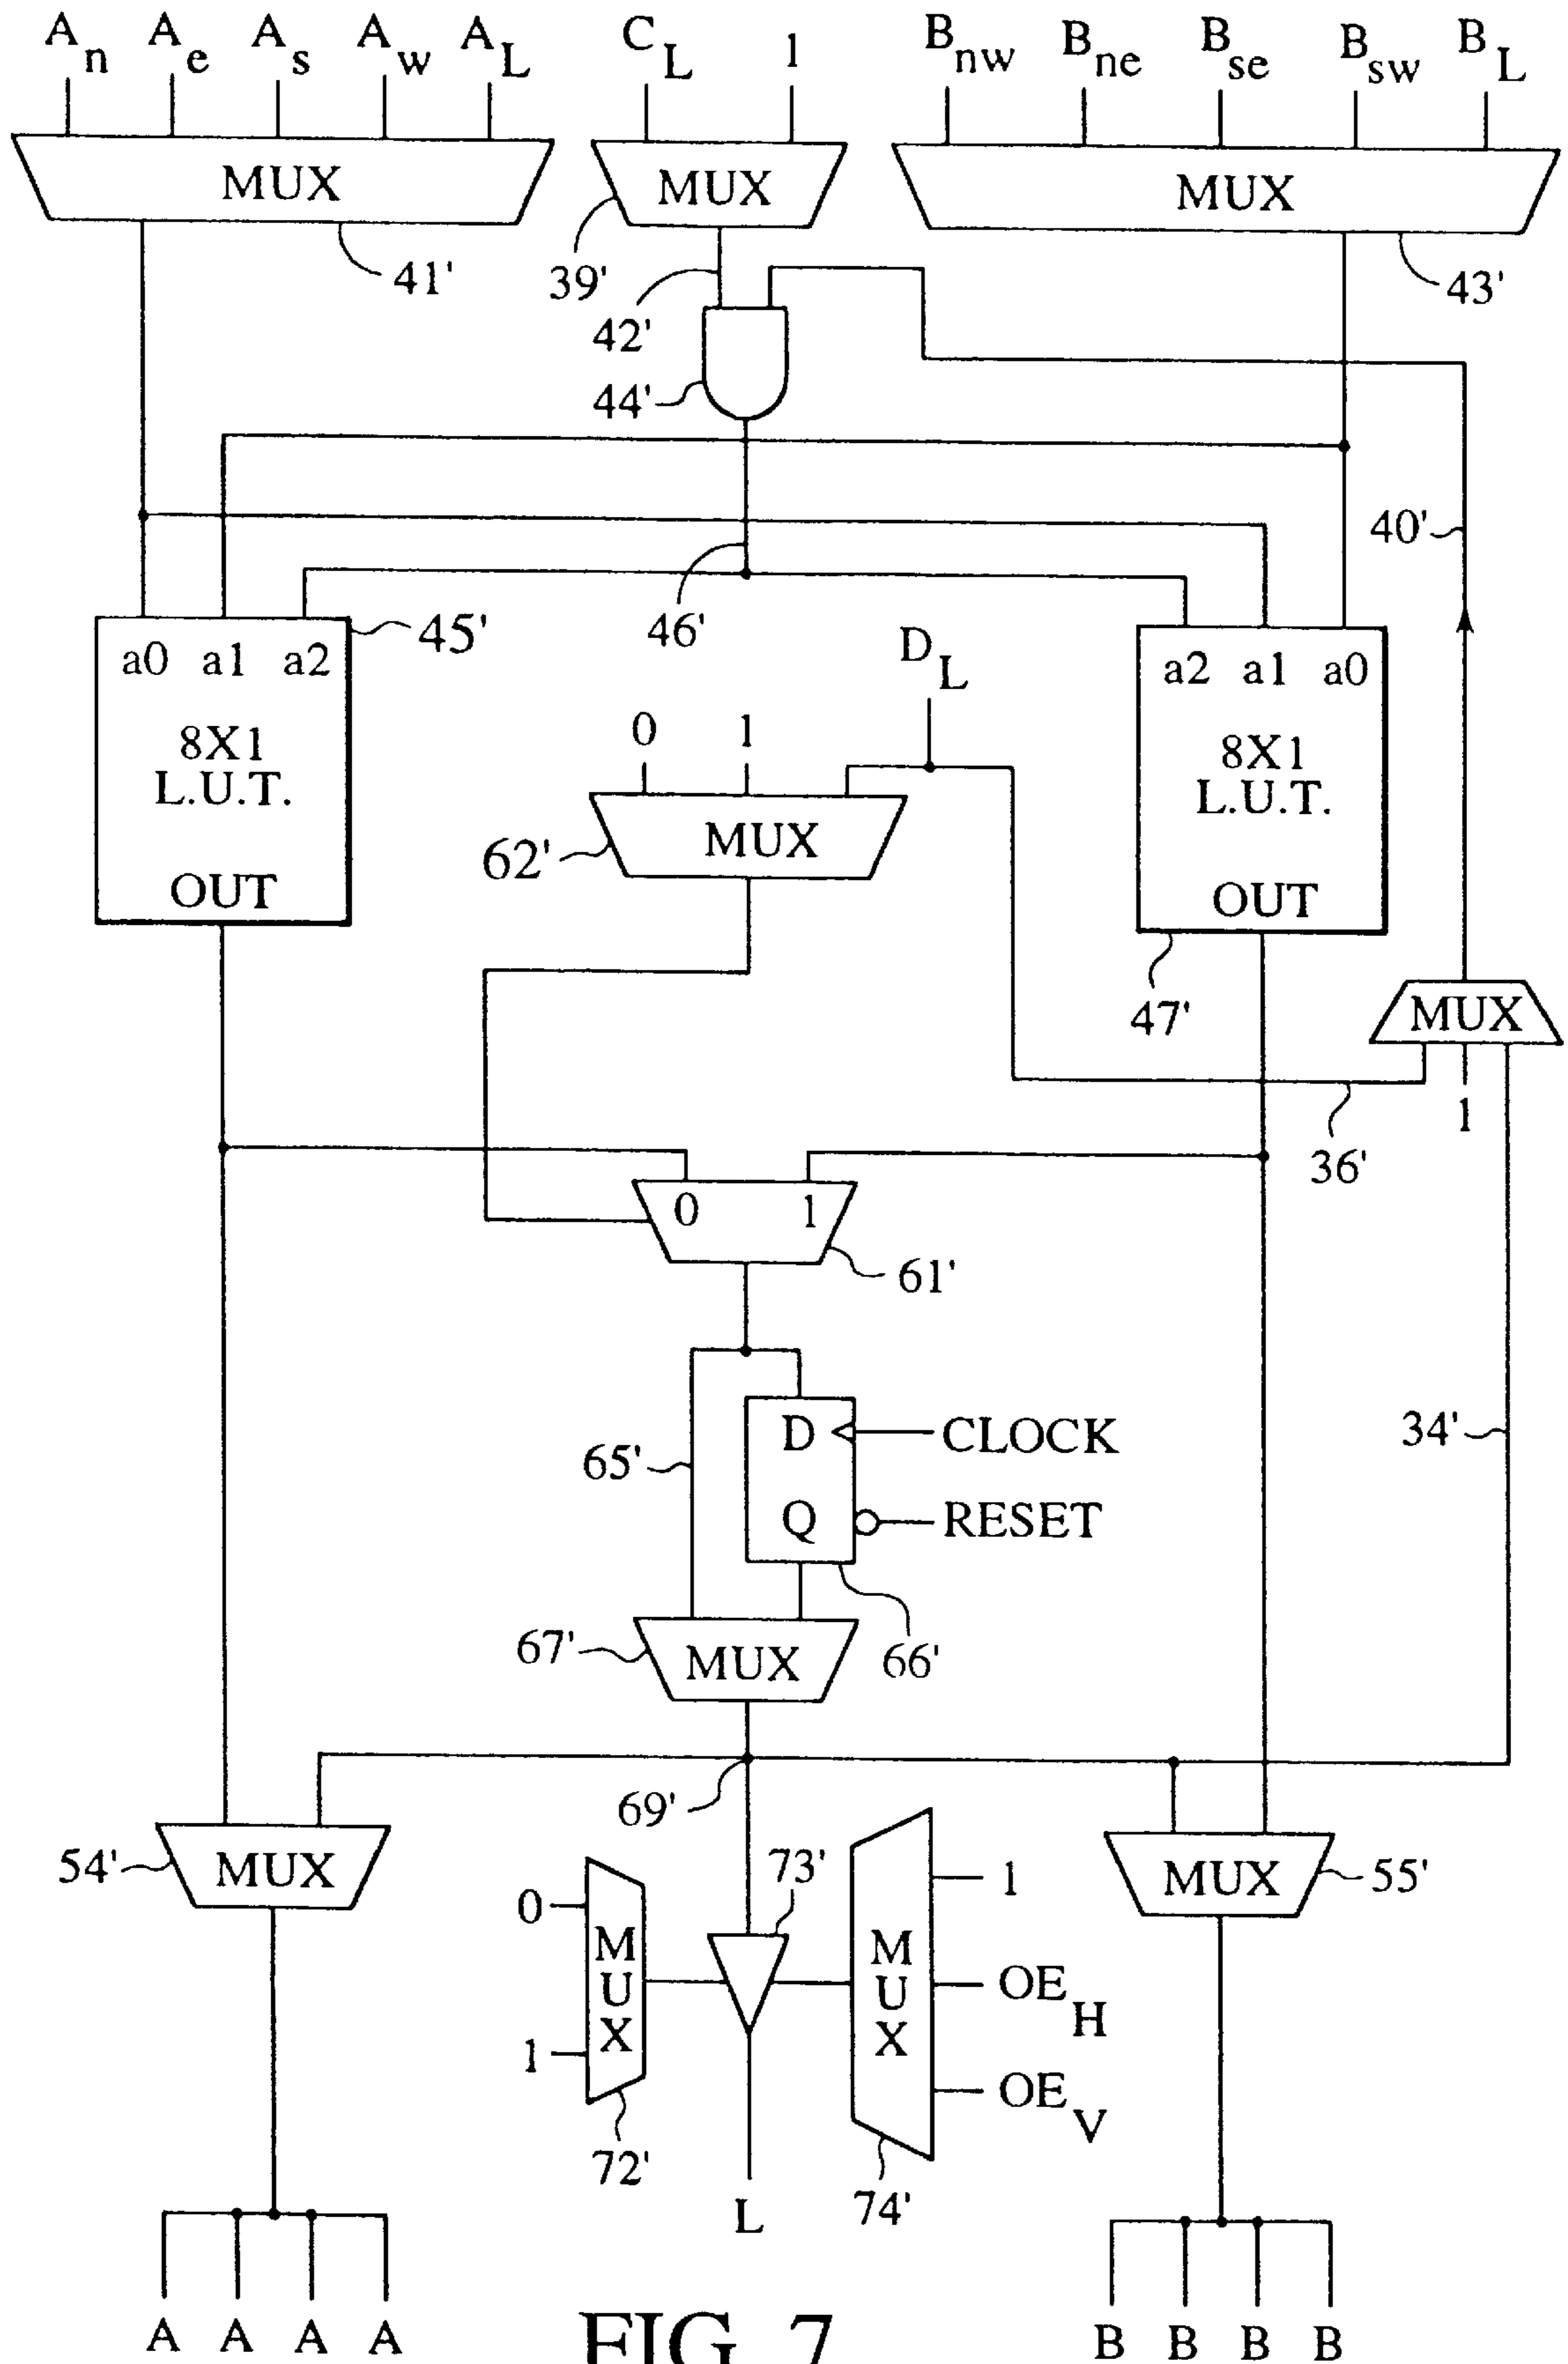 An Ae As Aw AL CL 1 Bnw Bne Bse Bsw BL
MUX MUX MUX
41' 39' 42' 43'
44'
40'
46'
45' a0 a1 a2
8X1
L.U.T.
OUT
DL
0 1
62' MUX
a2 a1 a0
8X1
L.U.T.
OUT
47'
MUX
1
36'
0 1
61'
65' D CLOCK
Q RESET
34'
67' MUX 66'
69'
54' MUX
73'
MUX 55'
0 MUX 1
72'
MUX 1
OEH
OEV
74'
L
A A A A
B B B B
FIG. 7